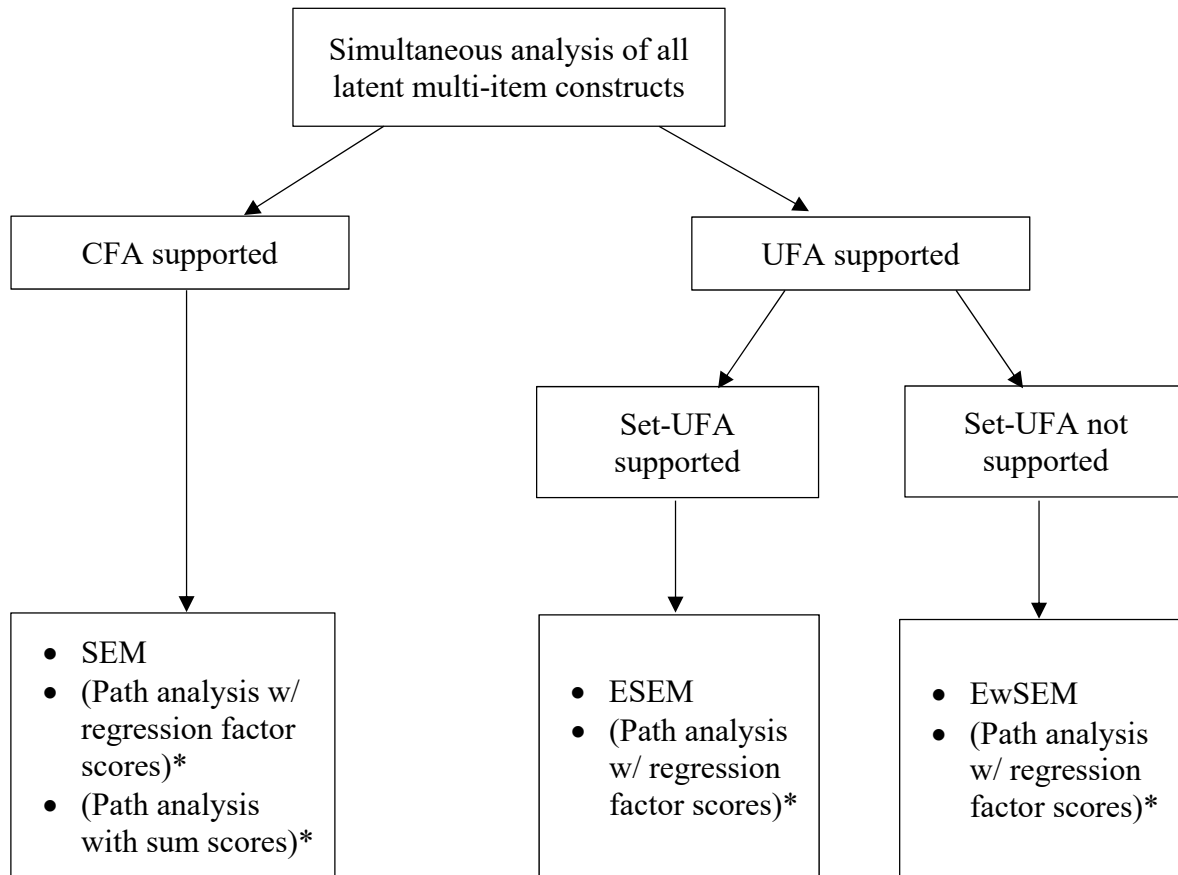 Simultaneous analysis of all
latent multi-item constructs
CFA supported
UFA supported
Set-UFA
supported
Set-UFA not
supported
• SEM
• (Path analysis w/
regression factor
scores)*
• (Path analysis
with sum scores)*
• ESEM
• (Path analysis
w/ regression
factor scores)*
• EwSEM
• (Path analysis
w/ regression
factor scores)*